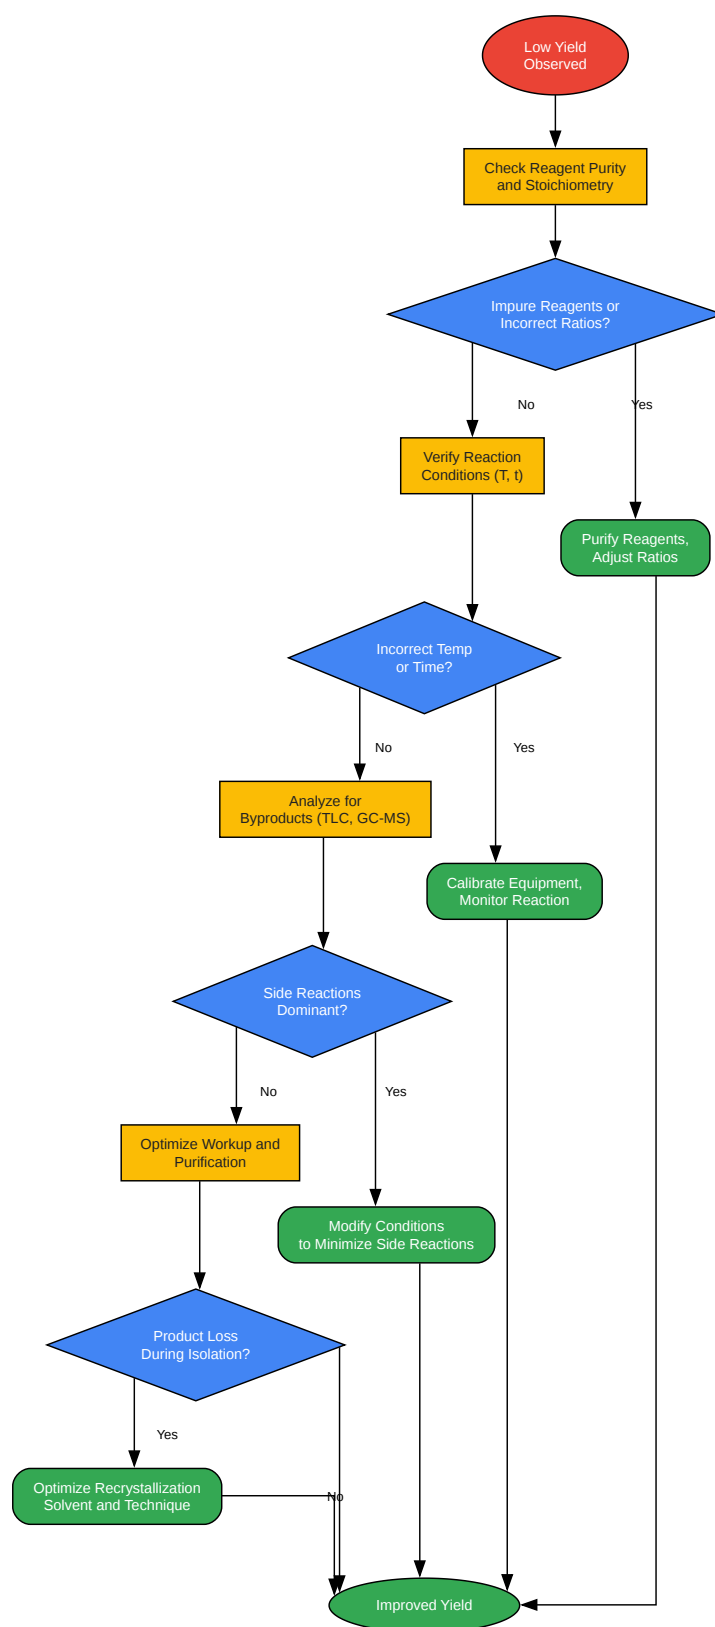 Low Yield
Observed
Check Reagent Purity
and Stoichiometry
Impure Reagents or
Incorrect Ratios?
No
Yes
Verify Reaction
Conditions (T, t)
Purify Reagents,
Adjust Ratios
Incorrect Temp
or Time?
No
Yes
Analyze for
Byproducts (TLC, GC-MS)
Calibrate Equipment,
Monitor Reaction
Side Reactions
Dominant?
No
Yes
Optimize Workup and
Purification
Modify Conditions
to Minimize Side Reactions
Product Loss
During Isolation?
Yes
Optimize Recrystallization
Solvent and Technique
No
Improved Yield